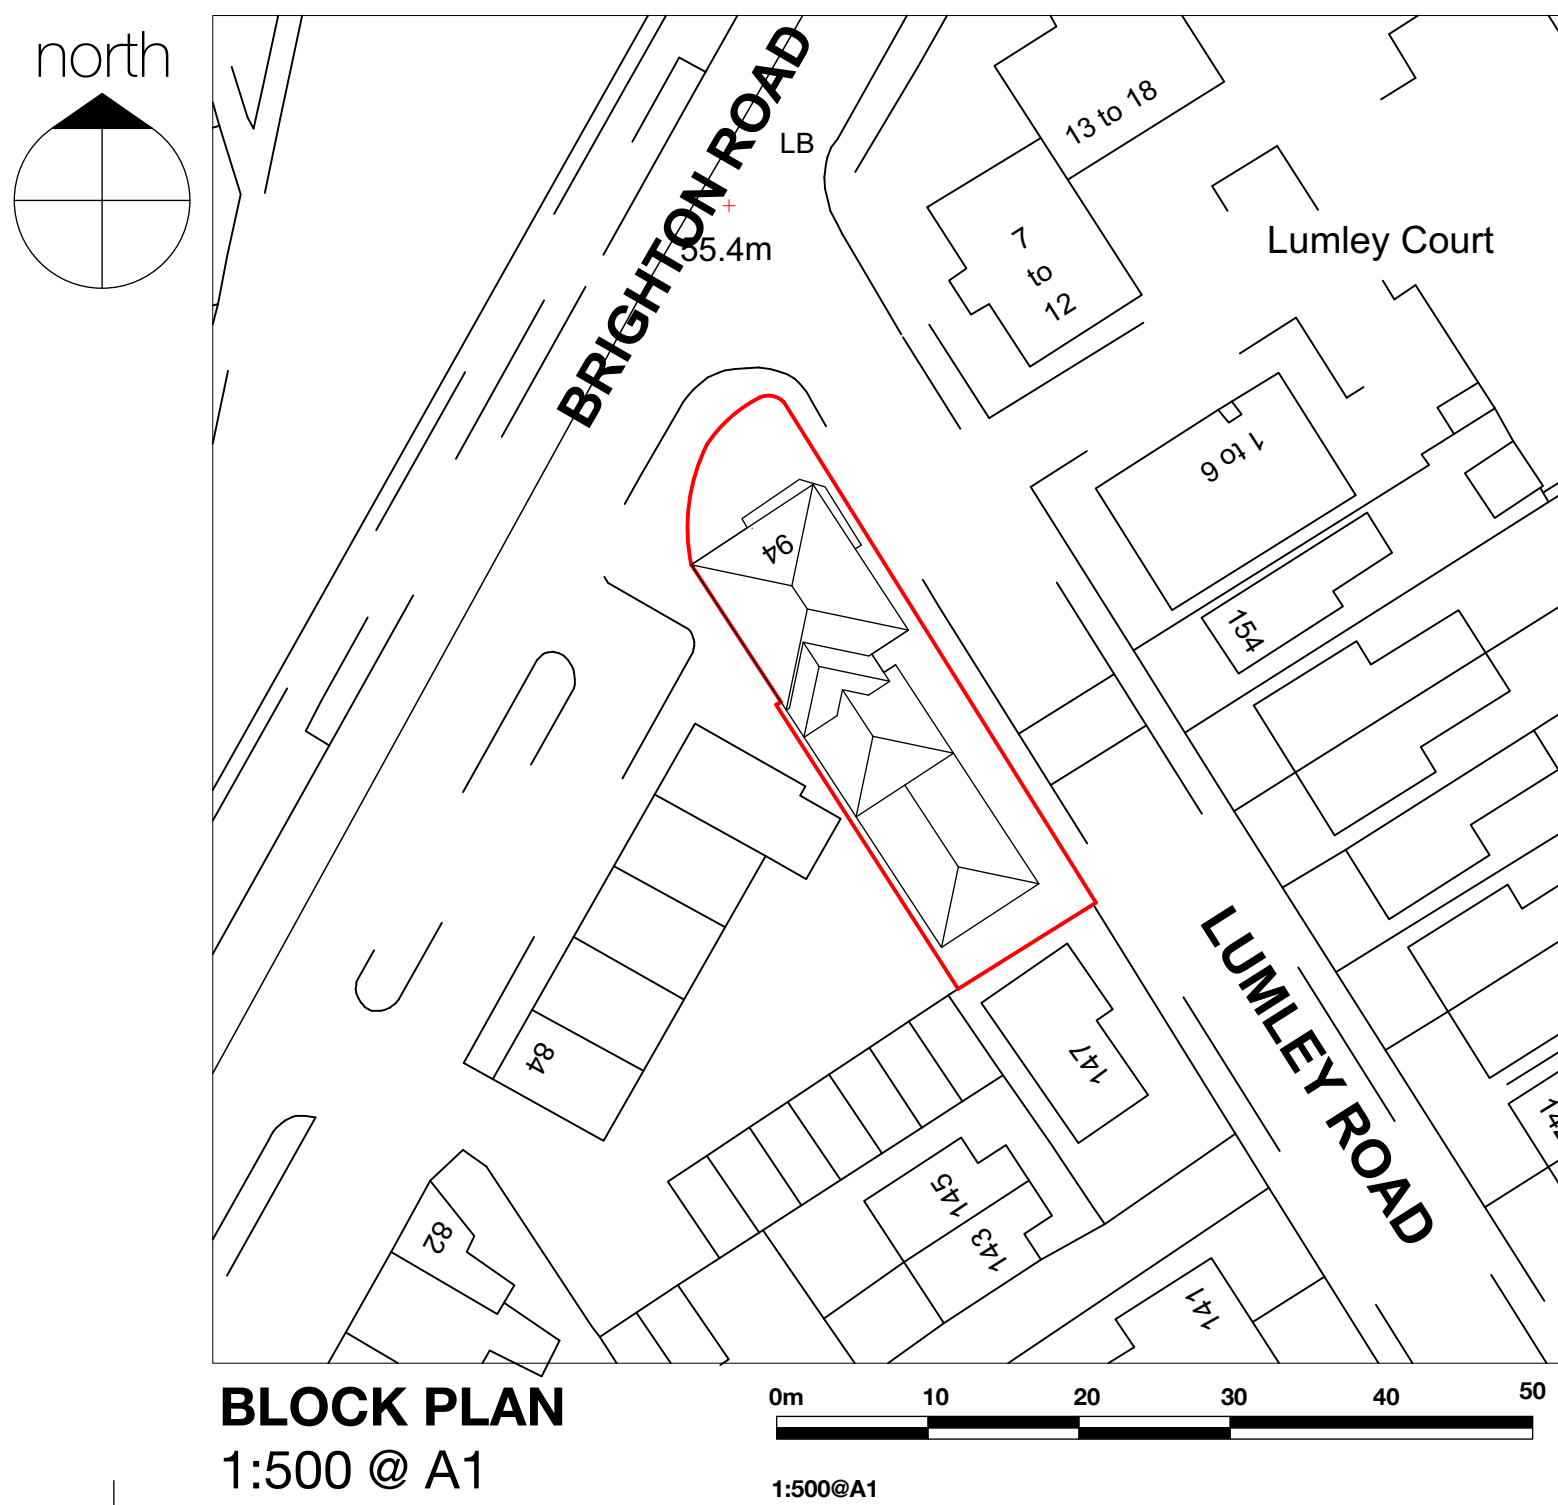 north
BRIGHTON ROAD
LB
55.4m
13 to 18
7
to
12
Lumley Court
1 to 6
94
154
LUMLEY ROAD
84
147
145
143
82
141
BLOCK PLAN
1:500 @ A1
0m 10 20 30 40 50
1:500@A1